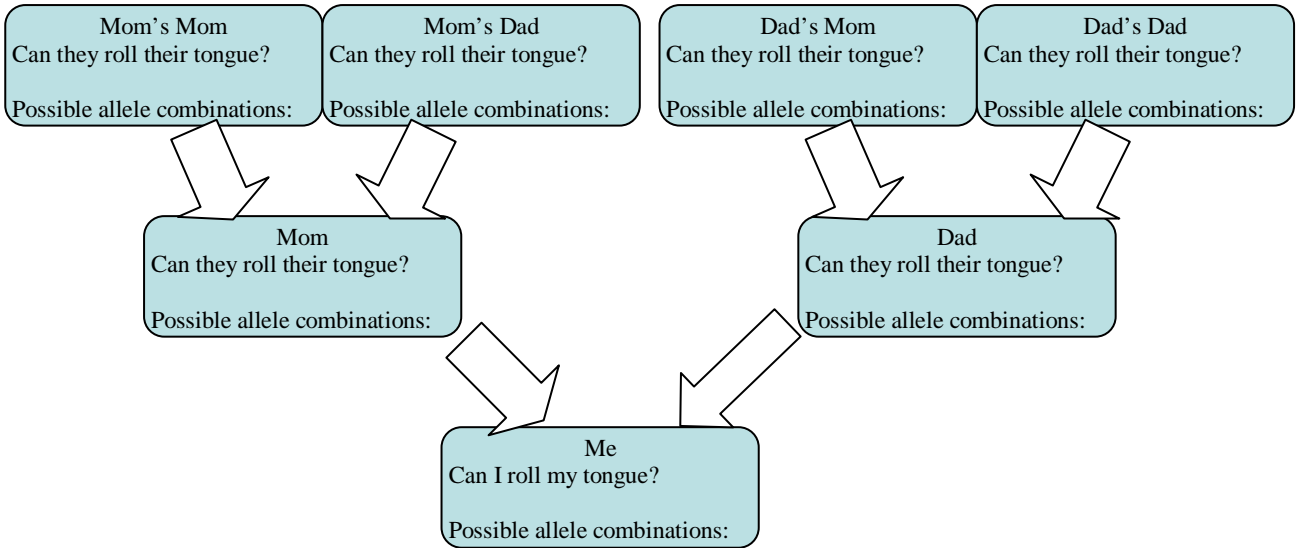 Mom’s Mom
Can they roll their tongue?
Possible allele combinations:
Mom’s Dad
Can they roll their tongue?
Possible allele combinations:
Dad’s Mom
Can they roll their tongue?
Possible allele combinations:
Dad’s Dad
Can they roll their tongue?
Possible allele combinations:
Mom
Can they roll their tongue?
Possible allele combinations:
Dad
Can they roll their tongue?
Possible allele combinations:
Me
Can I roll my tongue?
Possible allele combinations: